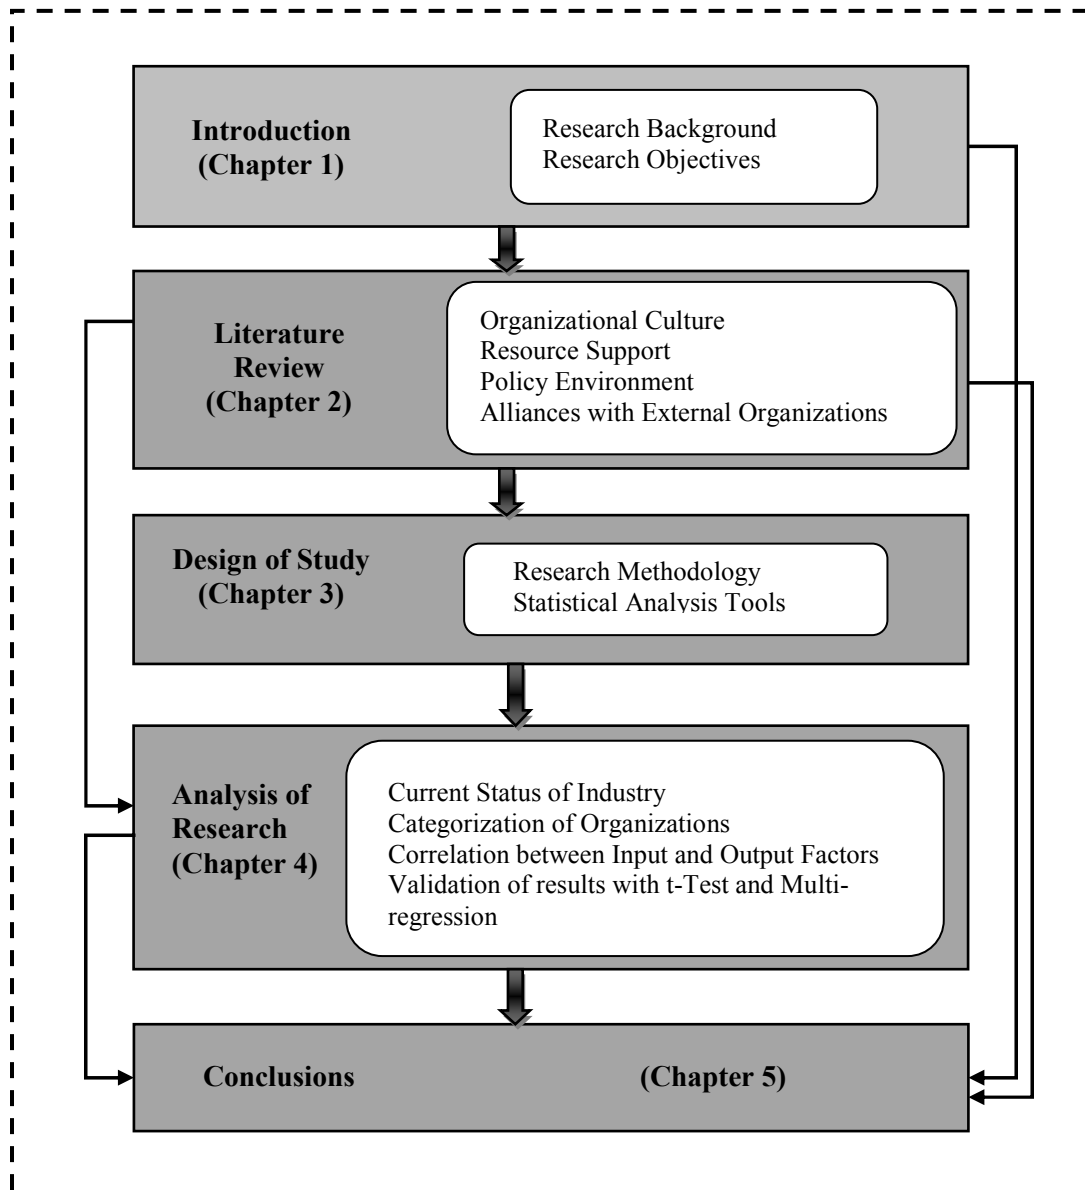 Introduction
(Chapter 1)
Research Background
Research Objectives
Literature
Review
(Chapter 2)
Organizational Culture
Resource Support
Policy Environment
Alliances with External Organizations
Design of Study
(Chapter 3)
Research Methodology
Statistical Analysis Tools
Analysis of
Research
(Chapter 4)
Current Status of Industry
Categorization of Organizations
Correlation between Input and Output Factors
Validation of results with t-Test and Multi-
regression
Conclusions (Chapter 5)